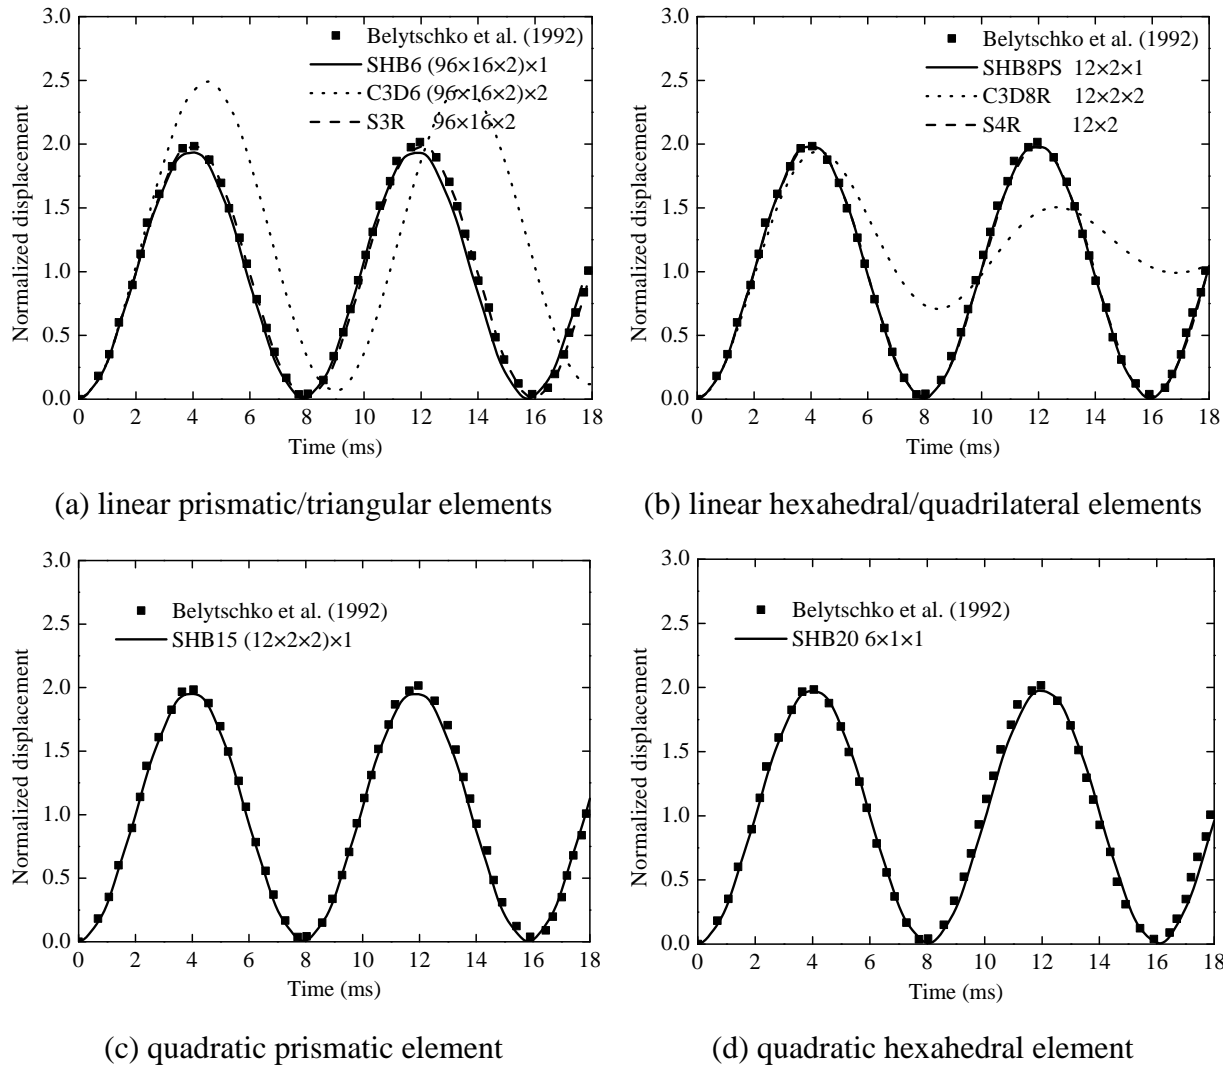 3.0
2.5
2.0
1.5
1.0
0.5
0.0
Normalized displacement
Belytschko et al. (1992)
SHB6 (96×16×2)×1
C3D6 (96×16×2)×2
S3R 96×16×2
0 2 4 6 8 10 12 14 16 18
Time (ms)
(a) linear prismatic/triangular elements
3.0
2.5
2.0
1.5
1.0
0.5
0.0
Normalized displacement
Belytschko et al. (1992)
SHB8PS 12×2×1
C3D8R 12×2×2
S4R 12×2
0 2 4 6 8 10 12 14 16 18
Time (ms)
(b) linear hexahedral/quadrilateral elements
3.0
2.5
2.0
1.5
1.0
0.5
0.0
Normalized displacement
Belytschko et al. (1992)
SHB15 (12×2×2)×1
0 2 4 6 8 10 12 14 16 18
Time (ms)
(c) quadratic prismatic element
3.0
2.5
2.0
1.5
1.0
0.5
0.0
Normalized displacement
Belytschko et al. (1992)
SHB20 6×1×1
0 2 4 6 8 10 12 14 16 18
Time (ms)
(d) quadratic hexahedral element